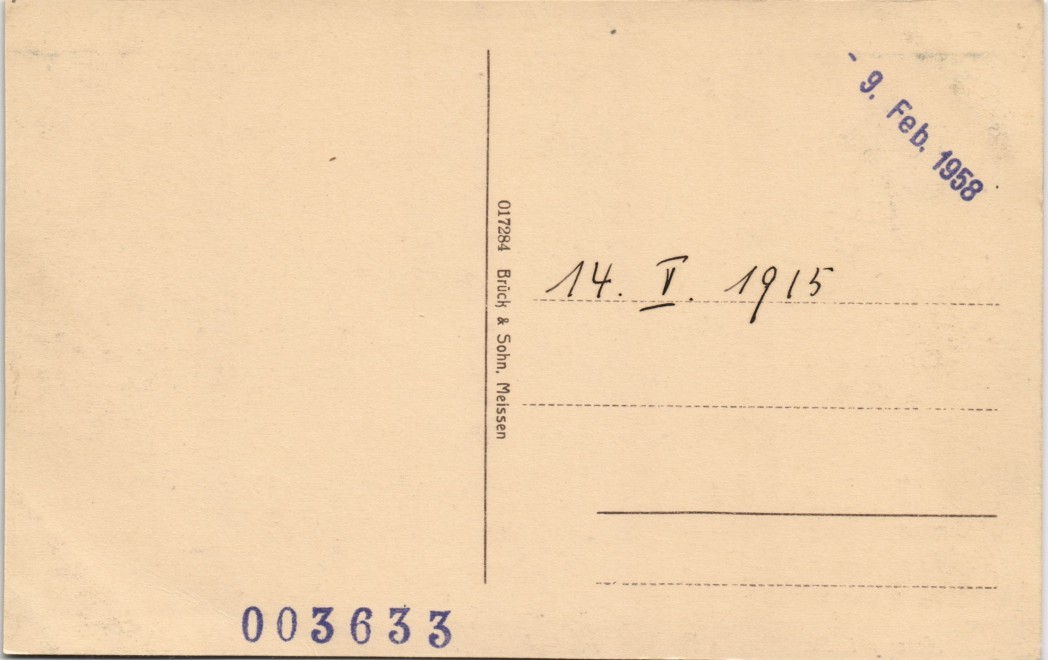 - 9. Feb. 1958
14. V. 1915
017284 Brück & Sohn, Meissen
003633